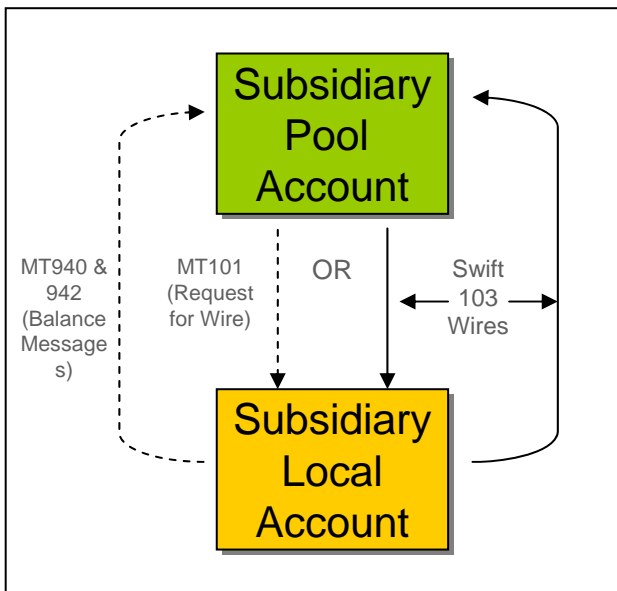 Subsidiary
Pool
Account
MT940 &
942
(Balance
Message
s)
MT101
(Request
for Wire)
OR
Swift
103
Wires
Subsidiary
Local
Account